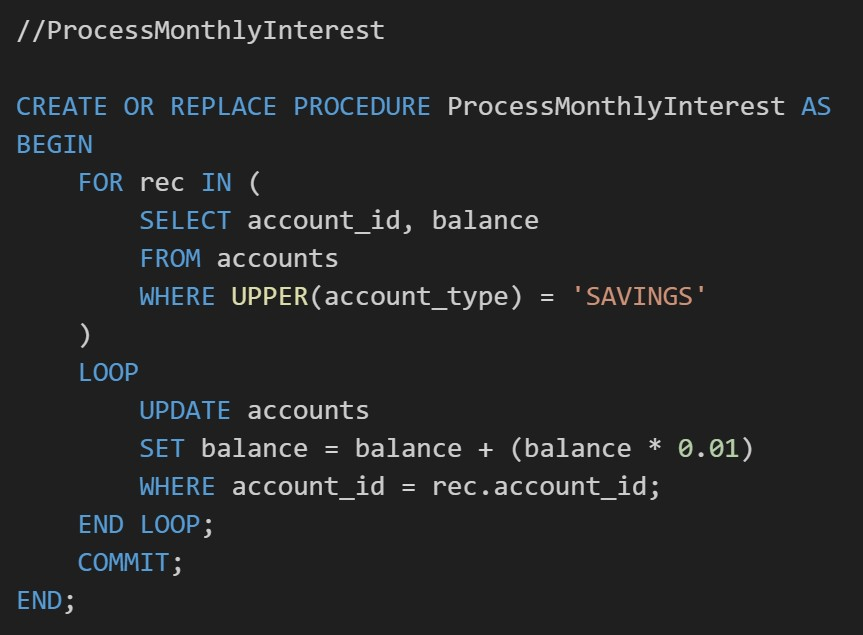 //ProcessMonthlyInterest
CREATE OR REPLACE PROCEDURE ProcessMonthlyInterest AS
BEGIN
    FOR rec IN (
        SELECT account_id, balance
        FROM accounts
        WHERE UPPER(account_type) = 'SAVINGS'
    )
    LOOP
        UPDATE accounts
        SET balance = balance + (balance * 0.01)
        WHERE account_id = rec.account_id;
    END LOOP;
    COMMIT;
END;